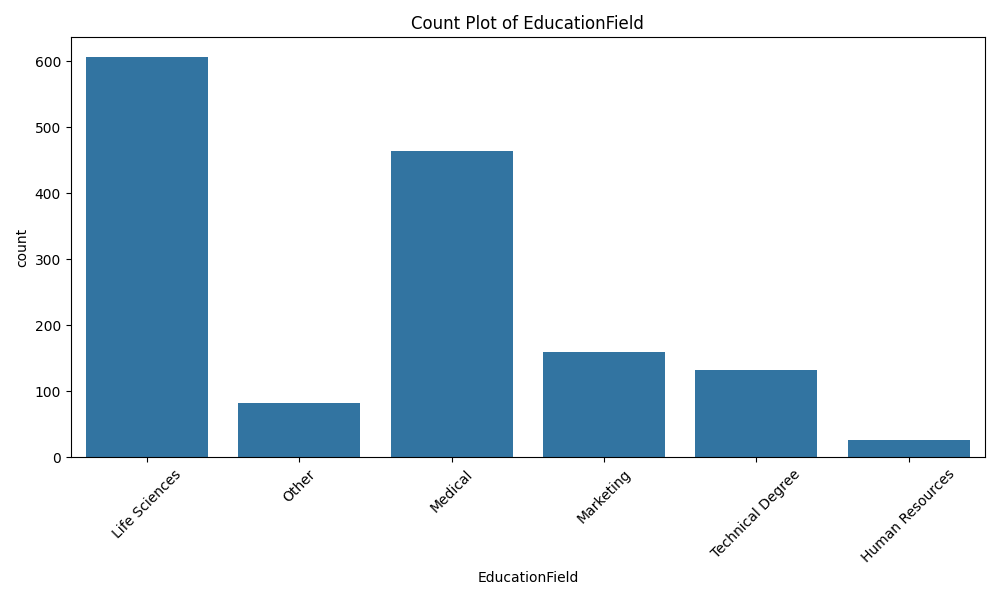 Count Plot of EducationField
600
500
400
300
200
100
0
count
Life Sciences
Other
Medical
Marketing
Technical Degree
Human Resources
EducationField